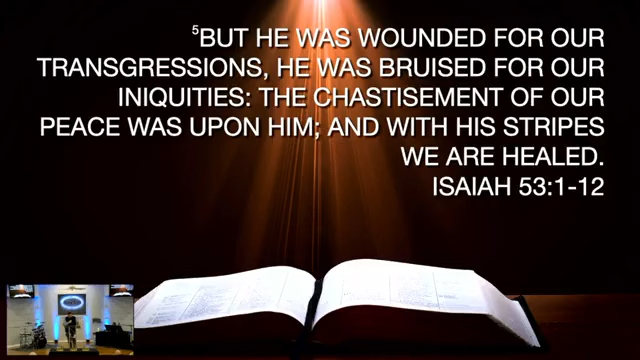 ⁵BUT HE WAS WOUNDED FOR OUR
TRANSGRESSIONS, HE WAS BRUISED FOR OUR
INIQUITIES: THE CHASTISEMENT OF OUR
PEACE WAS UPON HIM; AND WITH HIS STRIPES
WE ARE HEALED.
ISAIAH 53:1-12